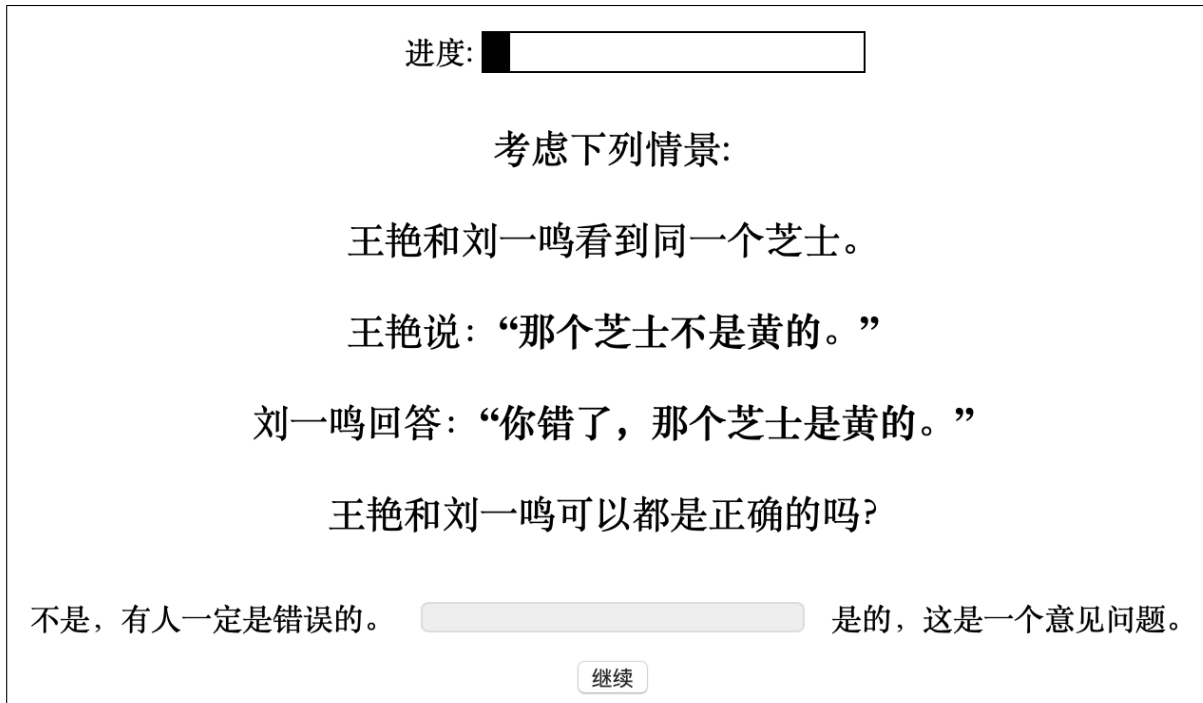 进度:
考虑下列情景:
王艳和刘一鸣看到同一个芝士。
王艳说：“那个芝士不是黄的。”
刘一鸣回答：“你错了，那个芝士是黄的。”
王艳和刘一鸣可以都是正确的吗?
不是，有人一定是错误的。 是的，这是一个意见问题。
继续